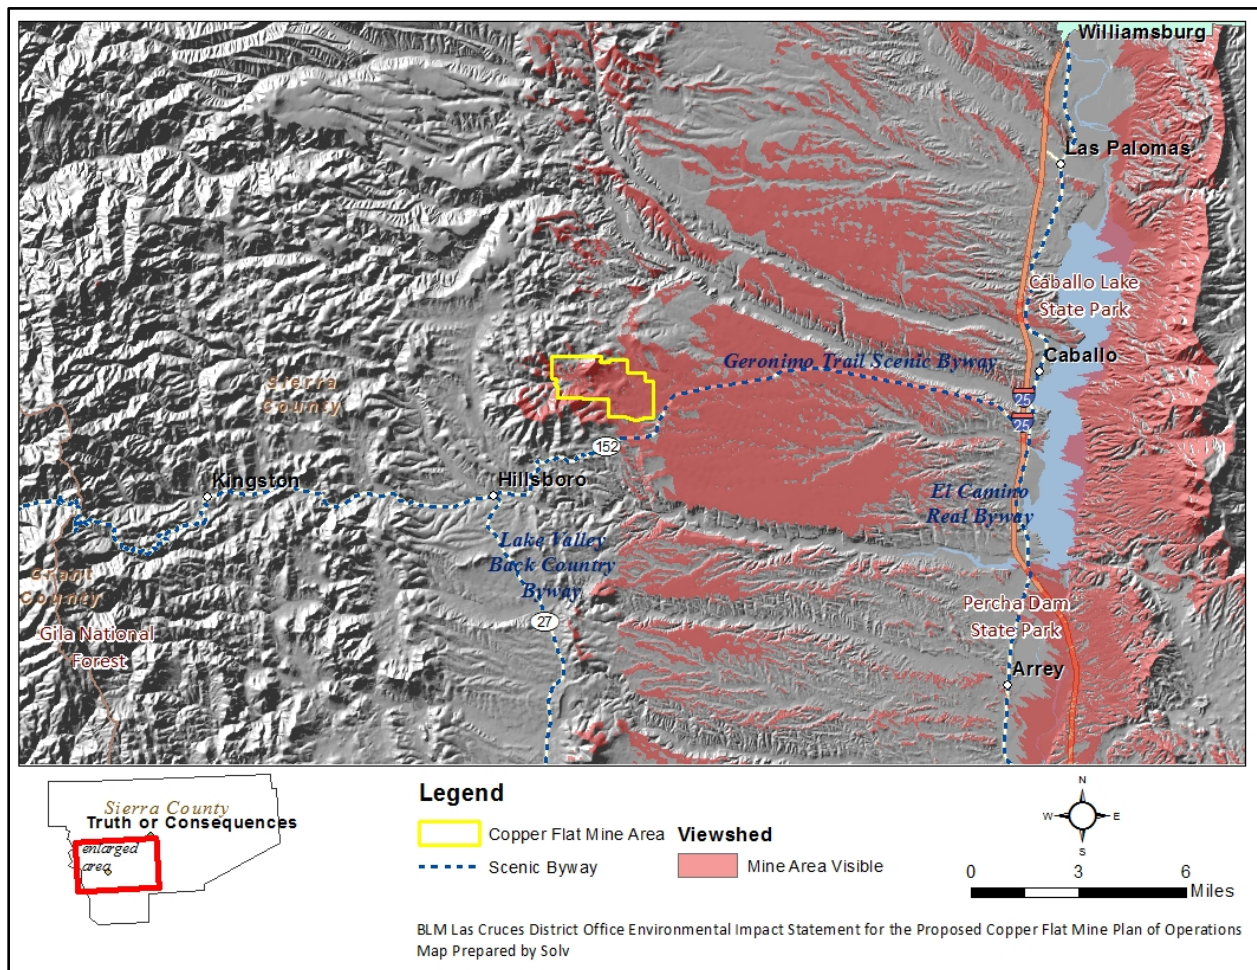 Williamsburg
Las Palomas
Caballo Lake
State Park
Geronimo Trail Scenic Byway
Caballo
Sierra
County
25
25
152
Kingston
Hillsboro
El Camino
Real Byway
Lake Valley
Back Country
Byway
Grant
County
Percha Dam
State Park
27
Gila National
Forest
Arrey
Sierra County
Truth or Consequences
enlarged
area
Legend
Copper Flat Mine Area
Viewshed
Scenic Byway
Mine Area Visible
N
W
E
S
0 3 6
Miles
BLM Las Cruces District Office Environmental Impact Statement for the Proposed Copper Flat Mine Plan of Operations
Map Prepared by Solv